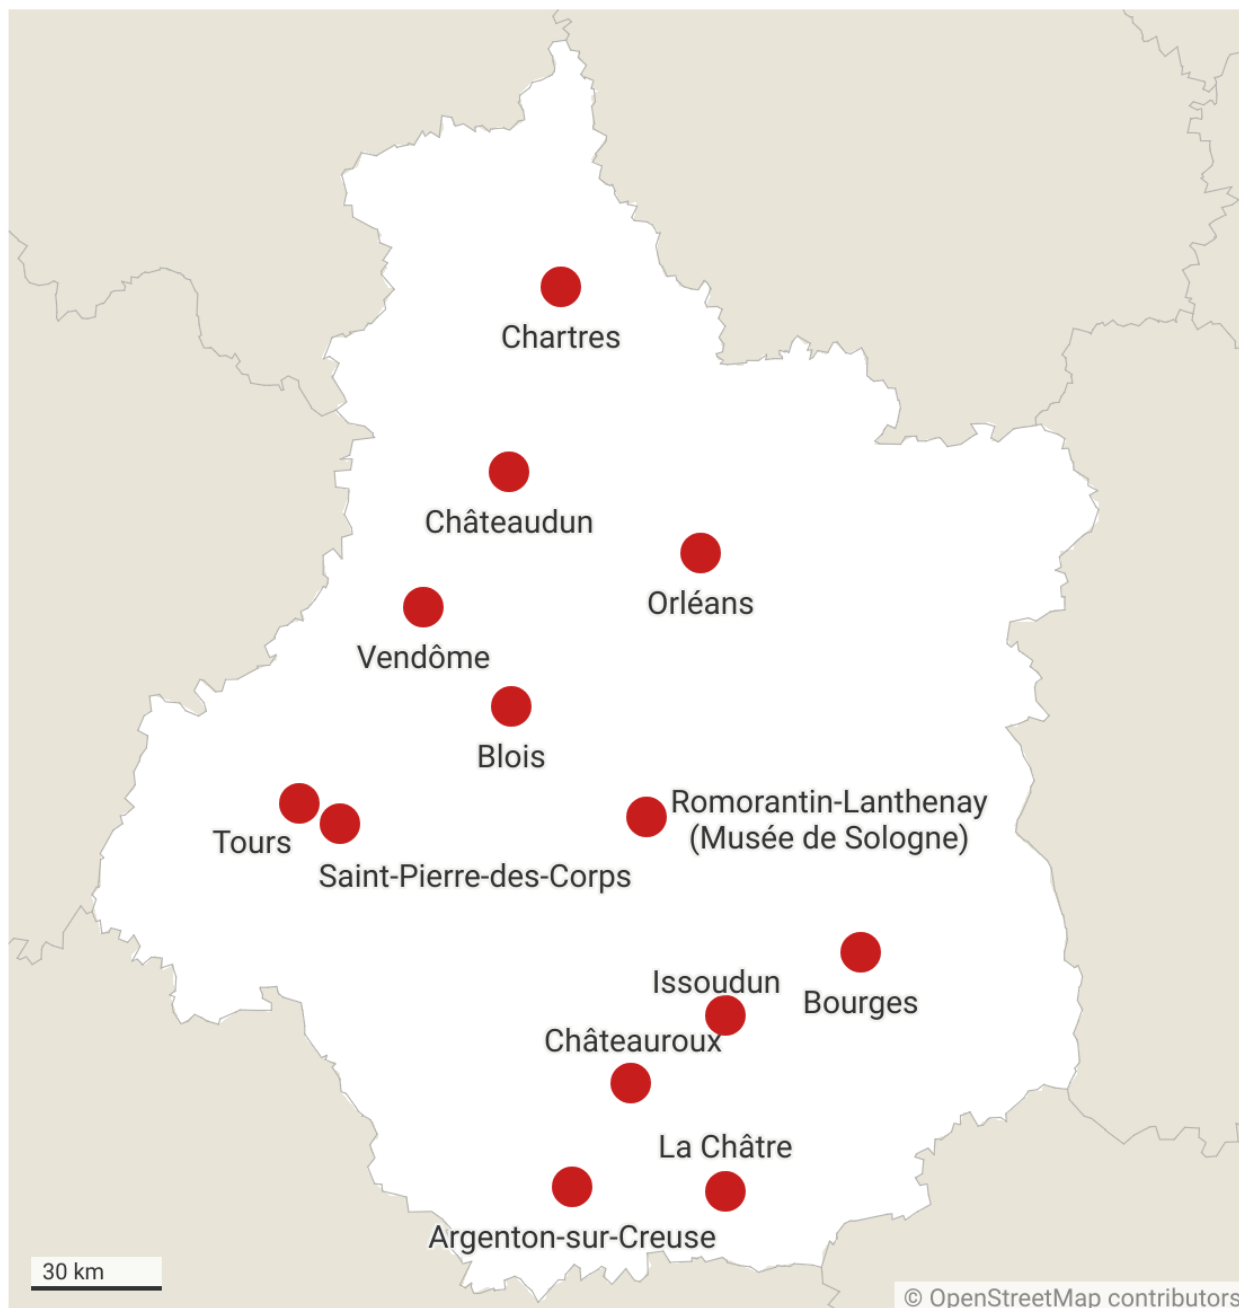 Chartres
Châteaudun
Orléans
Vendôme
Blois
Romorantin-Lanthenay
(Musée de Sologne)
Tours
Saint-Pierre-des-Corps
Issoudun
Bourges
Châteauroux
La Châtre
Argenton-sur-Creuse
30 km
© OpenStreetMap contributors